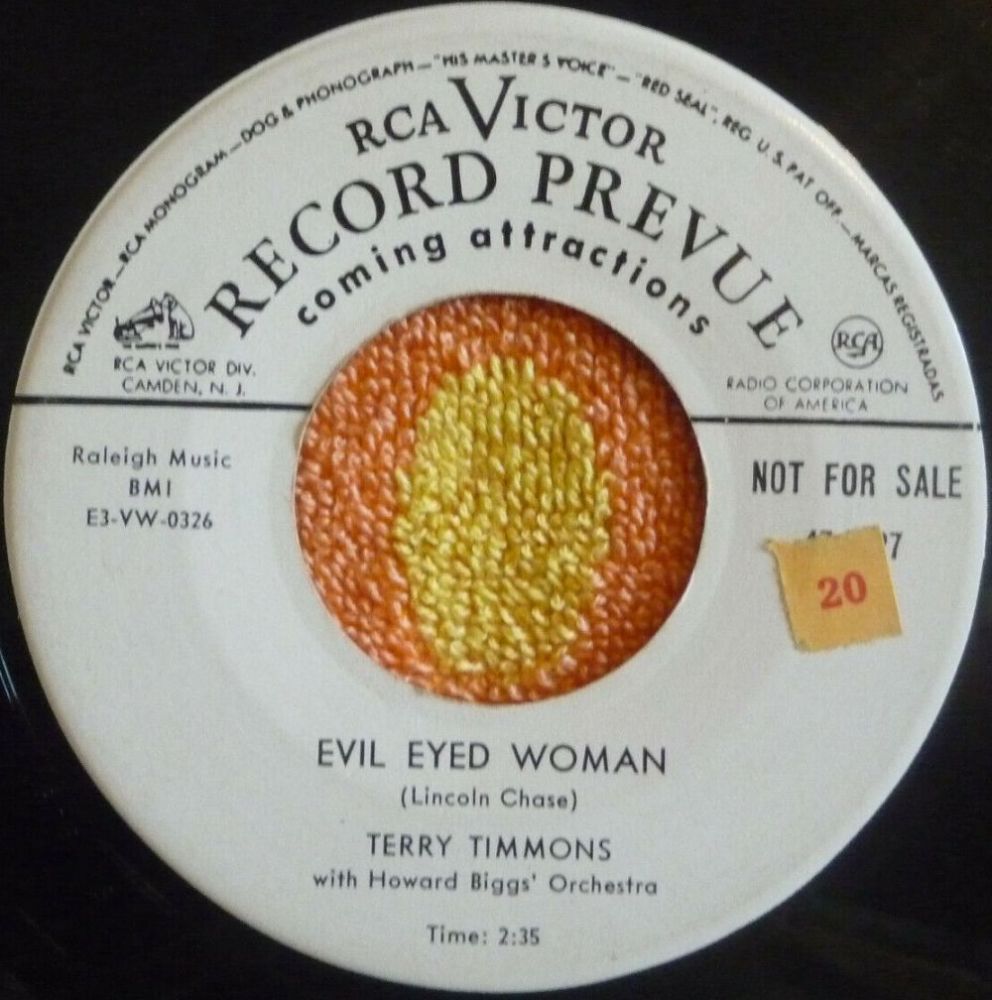 RCA VICTOR—RCA MONOGRAM—DOG & PHONOGRAPH—"HIS MASTER'S VOICE"—"RED SEAL", REG. U. S. PAT. OFF.—MARCAS REGISTRADAS
RCA VICTOR
RECORD PREVUE
coming attractions
RCA VICTOR DIV.
CAMDEN, N. J.
RCA
RADIO CORPORATION
OF AMERICA
Raleigh Music
BMI
E3-VW-0326
NOT FOR SALE
20
EVIL EYED WOMAN
(Lincoln Chase)
TERRY TIMMONS
with Howard Biggs' Orchestra
Time: 2:35